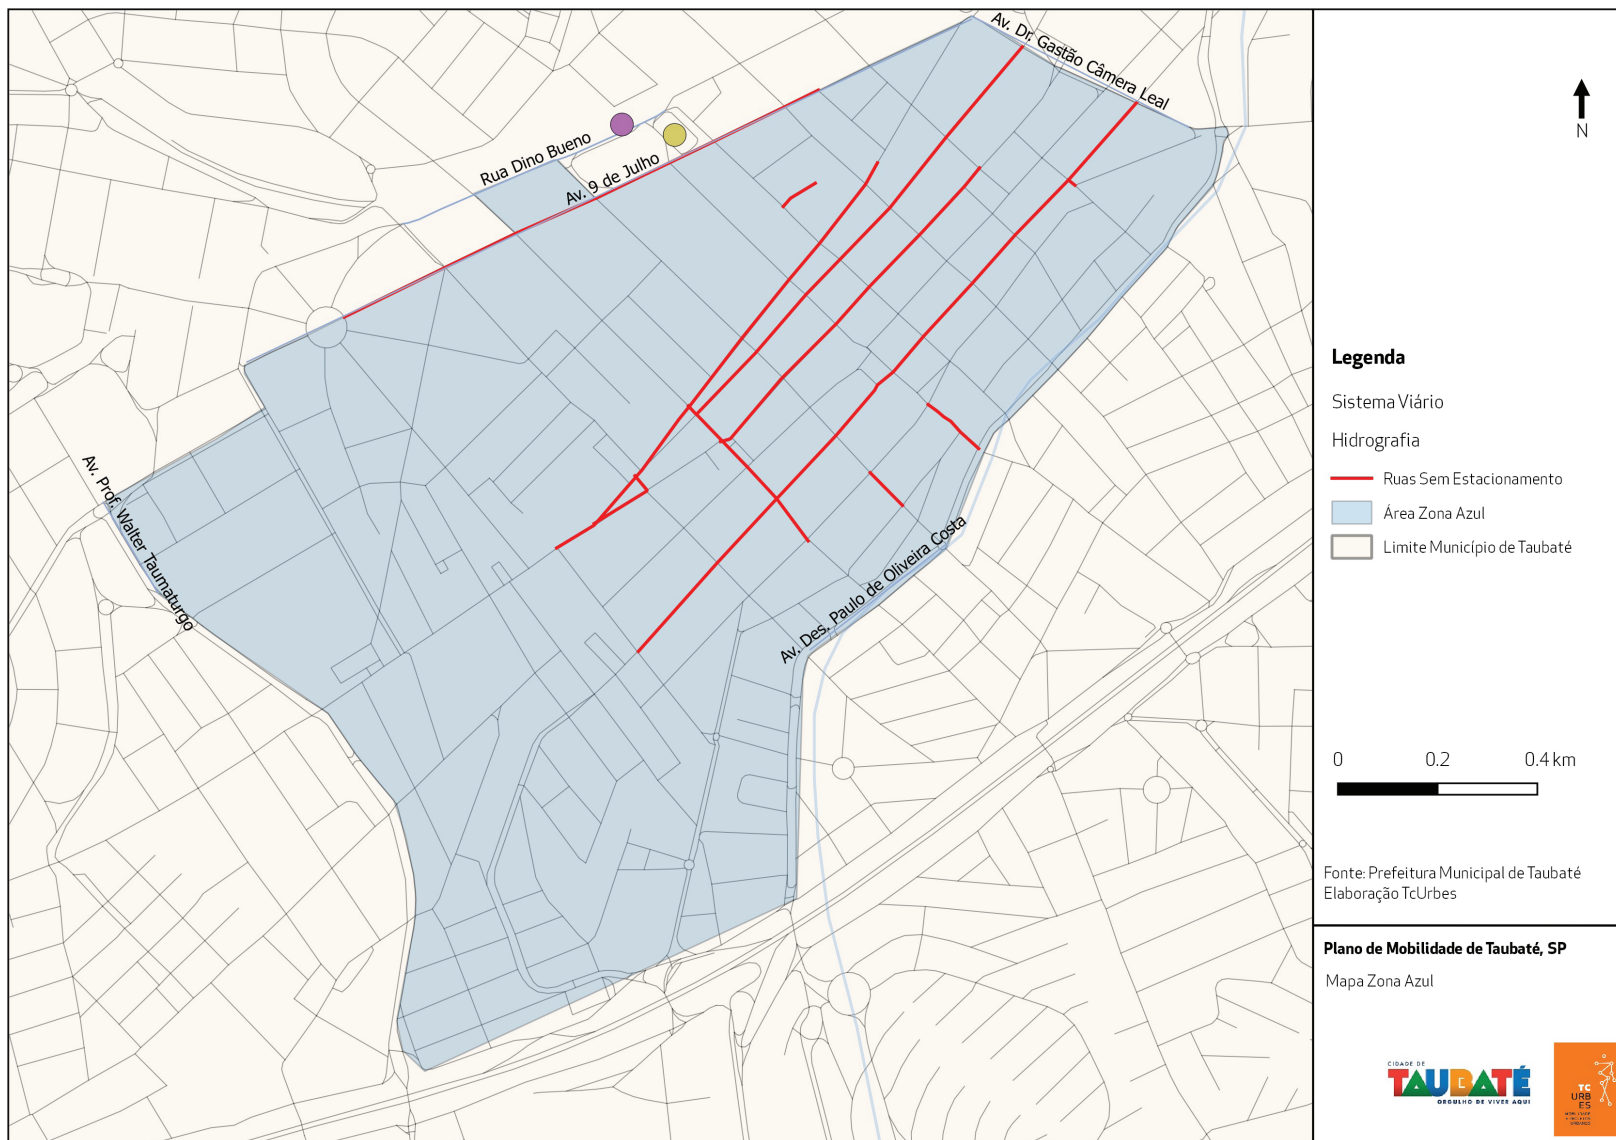 Av. Dr. Gastão Câmera Leal
Rua Dino Bueno
Av. 9 de Julho
Av. Prof. Walter Taumaturgo
Av. Des. Paulo de Oliveira Costa
N
Legenda
Sistema Viário
Hidrografia
Ruas Sem Estacionamento
Área Zona Azul
Limite Município de Taubaté
0 0.2 0.4 km
Fonte: Prefeitura Municipal de Taubaté
Elaboração TcUrbes
Plano de Mobilidade de Taubaté, SP
Mapa Zona Azul
CIDADE DE
TAUBATÉ
ORGULHO DE VIVER AQUI
TC
URB
ES